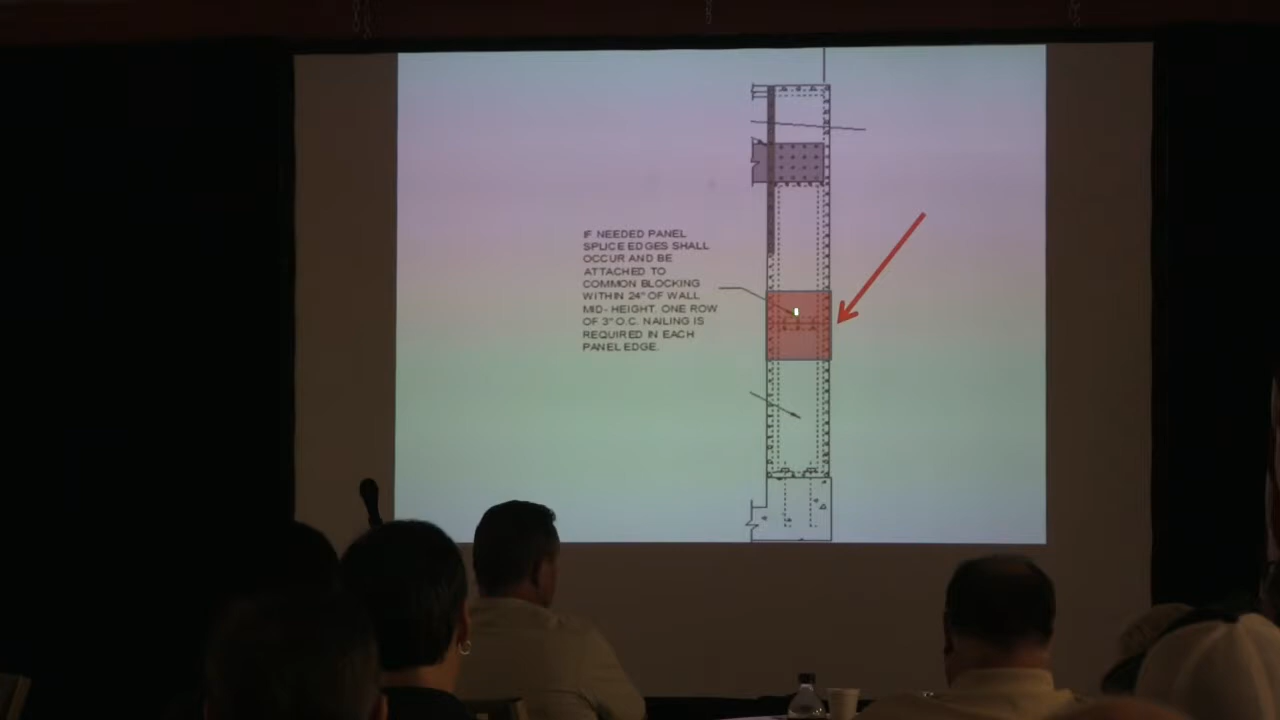 IF NEEDED PANEL
SPLICE EDGES SHALL
OCCUR AND BE
ATTACHED TO
COMMON BLOCKING
WITHIN 24" OF WALL
MID- HEIGHT. ONE ROW
OF 3" O.C. NAILING IS
REQUIRED IN EACH
PANEL EDGE.